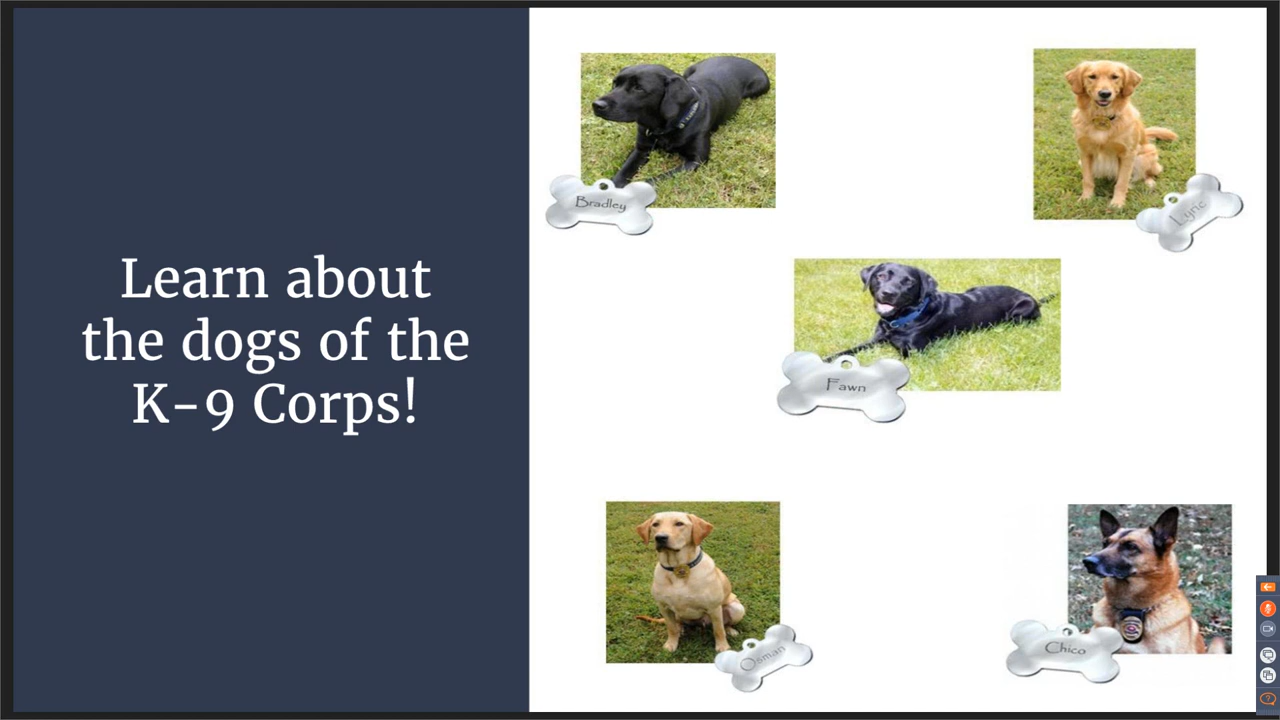 Learn about
the dogs of the
K-9 Corps!
Bradley
Lyric
Fawn
Osman
Chico